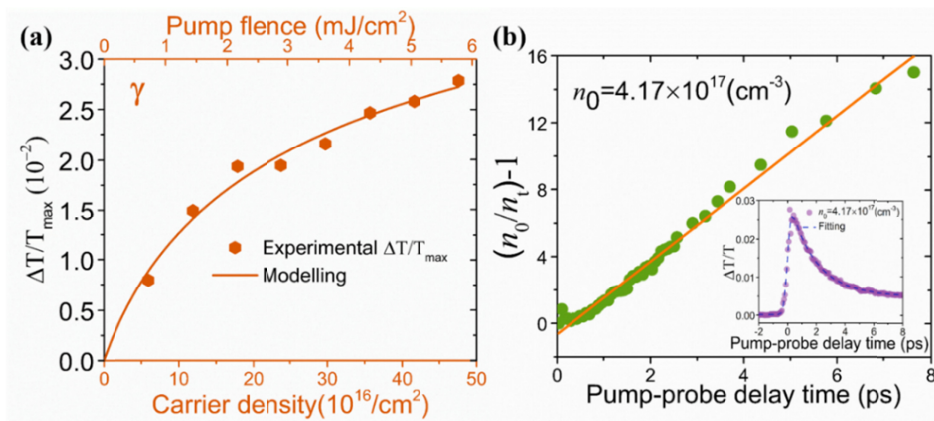 (a)
Pump flence (mJ/cm²)
0 1 2 3 4 5 6
γ
3.0
2.5
2.0
1.5
1.0
0.5
0.0
ΔT/T_max (10⁻²)
Experimental ΔT/T_max
Modelling
0 10 20 30 40 50
Carrier density(10¹⁶/cm²)
(b)
n₀=4.17×10¹⁷(cm⁻³)
16
12
8
4
0
(n₀/nₜ)-1
0 2 4 6 8
Pump-probe delay time (ps)
n₀=4.17×10¹⁷(cm⁻³)
Fitting
0.03
0.02
0.01
0.00
ΔT/T
-2 0 2 4 6 8
Pump-probe delay time (ps)